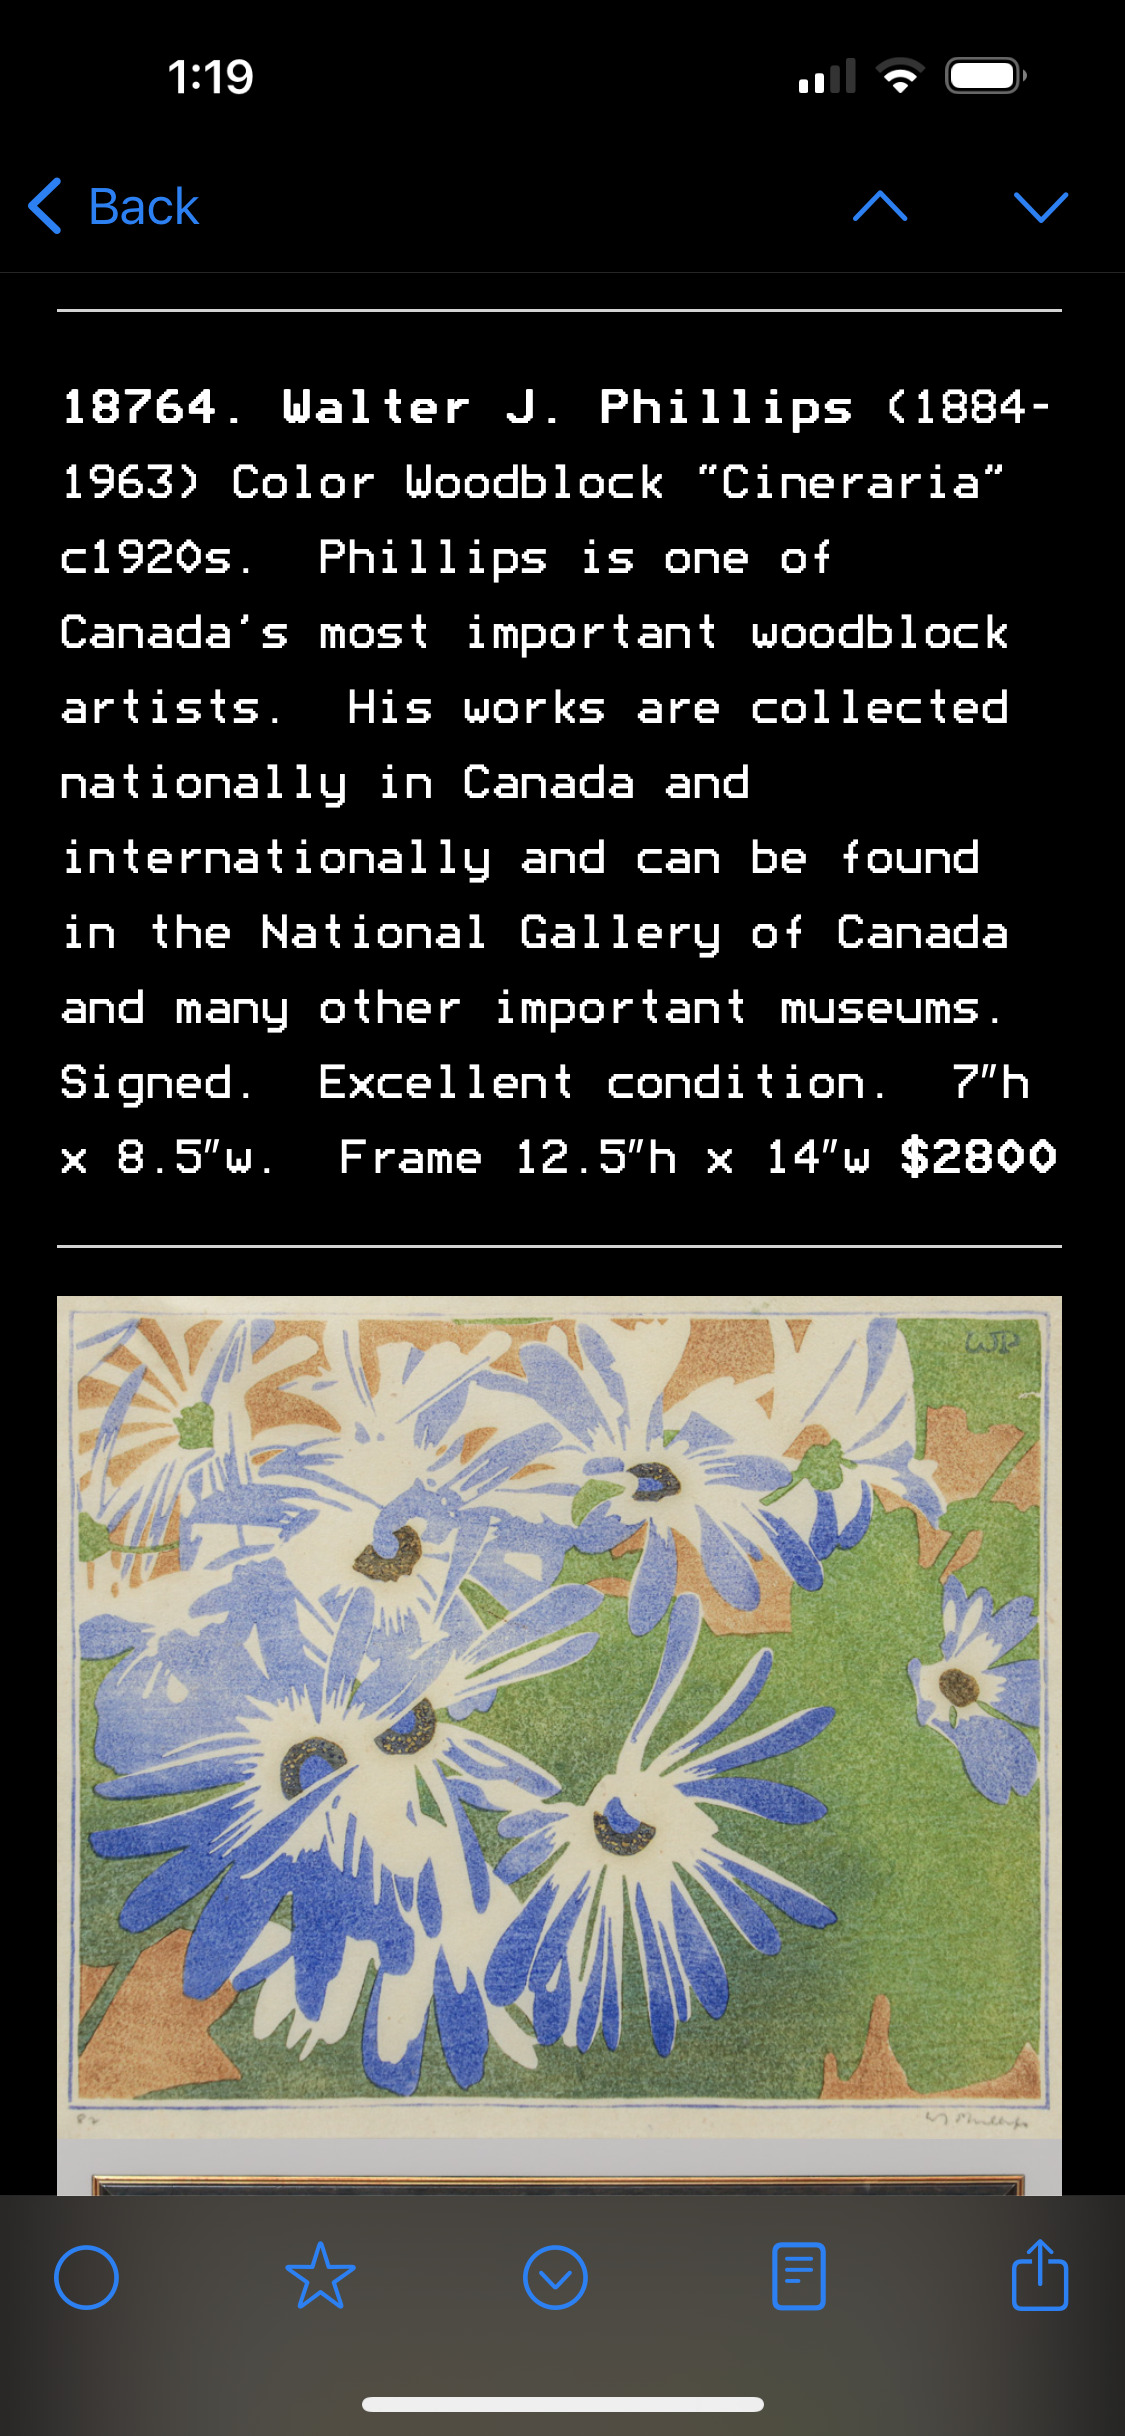 1:19
Back
18764. Walter J. Phillips (1884-
1963) Color Woodblock “Cineraria”
c1920s.  Phillips is one of
Canada’s most important woodblock
artists.  His works are collected
nationally in Canada and
internationally and can be found
in the National Gallery of Canada
and many other important museums.
Signed.  Excellent condition.  7″h
x 8.5″w.  Frame 12.5″h x 14″w $2800
WJP
82
WJ Phillips